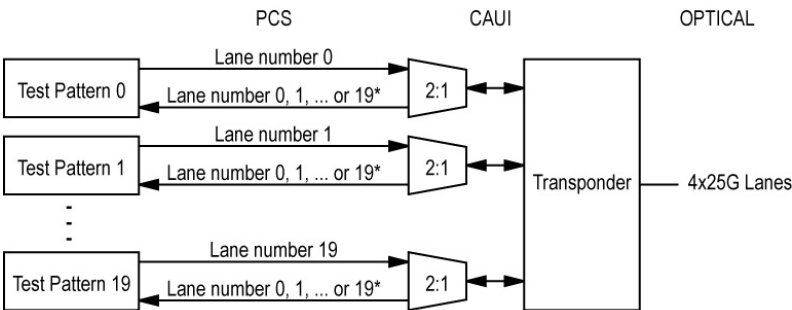 PCS CAUI OPTICAL
Lane number 0
Test Pattern 0
Lane number 0, 1, ... or 19*
2:1
Lane number 1
Test Pattern 1
Lane number 0, 1, ... or 19*
2:1
Transponder
4x25G Lanes
Lane number 19
Test Pattern 19
Lane number 0, 1, ... or 19*
2:1